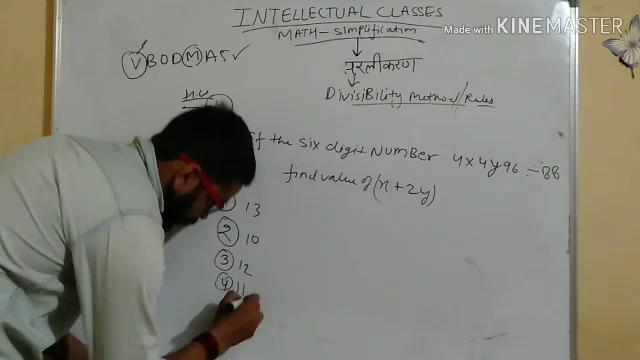 INTELLECTUAL CLASSES
Made with KINEMASTER
MATH - Simplification
VBODMAS
सरलीकरण
Divisibility Method/Rules
If the six digit Number 4x4y96 ÷ 88
find value of (x+2y)
1 13
2 10
3 12
4 11